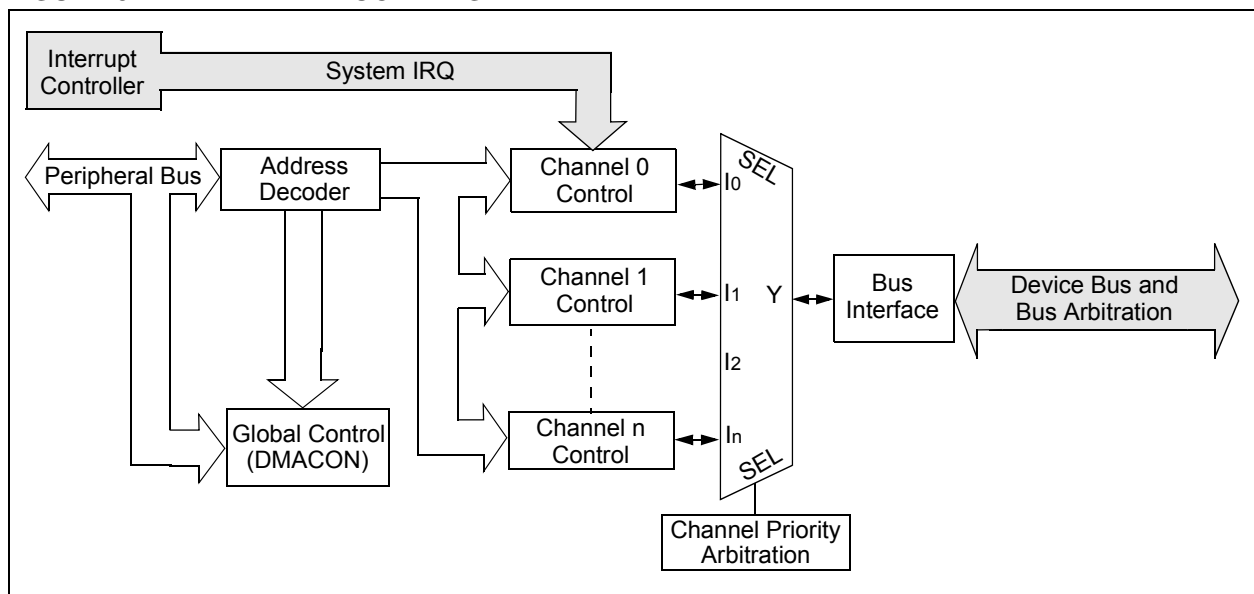 Interrupt
Controller
System IRQ
Peripheral Bus
Address
Decoder
Channel 0
Control
SEL
I0
Channel 1
Control
I1
Y
Bus
Interface
Device Bus and
Bus Arbitration
I2
Global Control
(DMACON)
Channel n
Control
In
SEL
Channel Priority
Arbitration